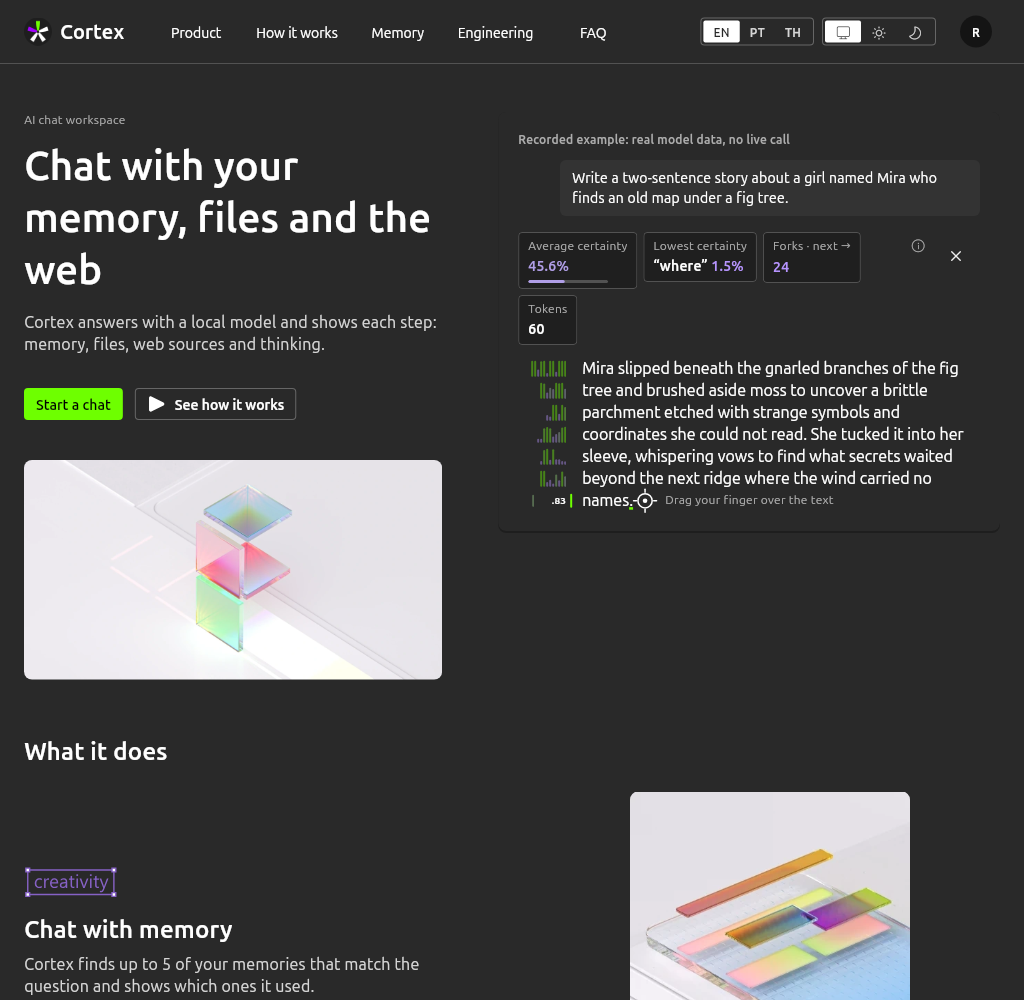 Cortex
Product
How it works
Memory
Engineering
FAQ
EN
PT
TH
R
AI chat workspace
Chat with your
memory, files and the
web
Cortex answers with a local model and shows each step:
memory, files, web sources and thinking.
Start a chat
See how it works
Recorded example: real model data, no live call
Write a two-sentence story about a girl named Mira who
finds an old map under a fig tree.
Average certainty
45.6%
Lowest certainty
“where” 1.5%
Forks · next →
24
Tokens
60
Mira slipped beneath the gnarled branches of the fig
tree and brushed aside moss to uncover a brittle
parchment etched with strange symbols and
coordinates she could not read. She tucked it into her
sleeve, whispering vows to find what secrets waited
beyond the next ridge where the wind carried no
.83 names. Drag your finger over the text
What it does
creativity
Chat with memory
Cortex finds up to 5 of your memories that match the
question and shows which ones it used.